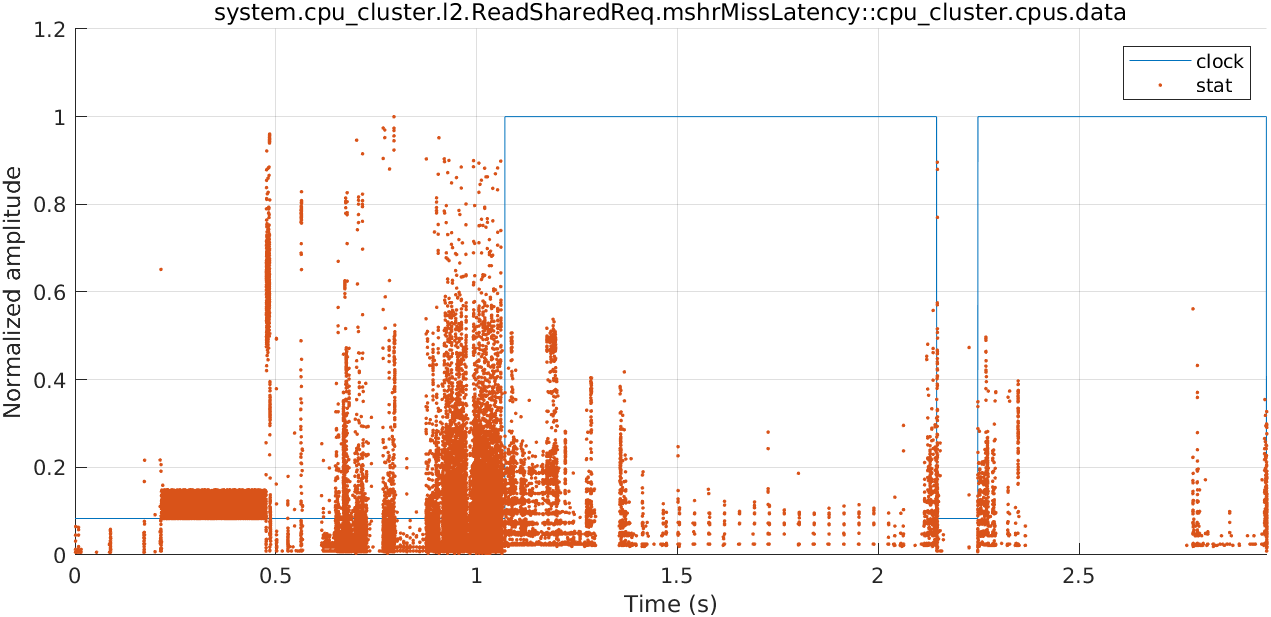 system.cpu_cluster.l2.ReadSharedReq.mshrMissLatency::cpu_cluster.cpus.data
1.2
1
0.8
0.6
0.4
0.2
0
Normalized amplitude
clock
stat
0
0.5
1
1.5
2
2.5
Time (s)